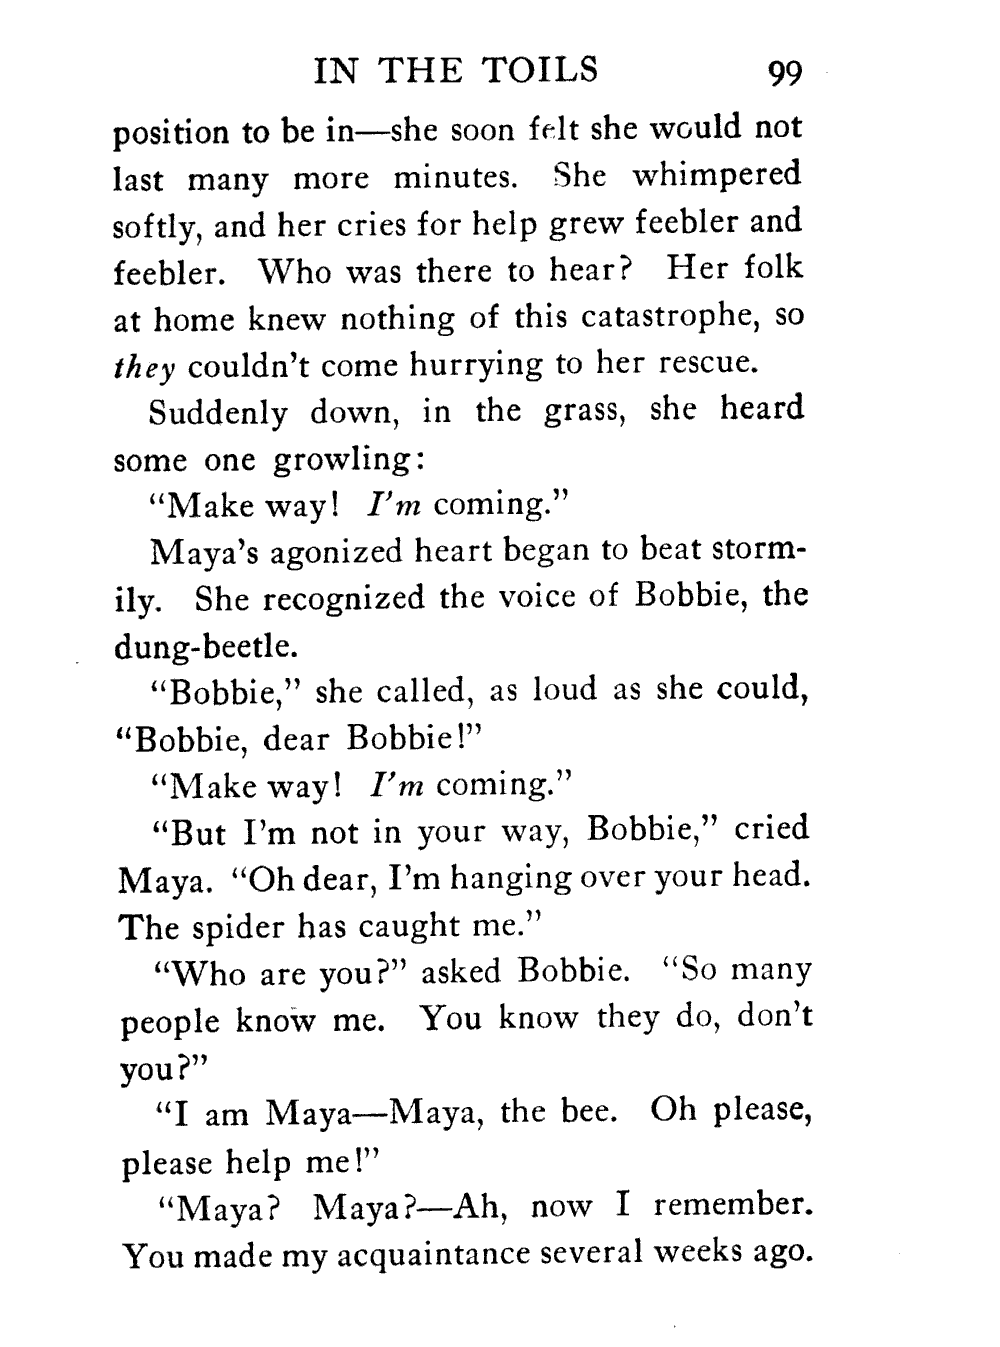 IN THE TOILS 99
position to be in—she soon felt she would not
last many more minutes. She whimpered
softly, and her cries for help grew feebler and
feebler. Who was there to hear? Her folk
at home knew nothing of this catastrophe, so
they couldn’t come hurrying to her rescue.
Suddenly down, in the grass, she heard
some one growling:
“Make way! I’m coming.”
Maya’s agonized heart began to beat storm-
ily. She recognized the voice of Bobbie, the
dung-beetle.
“Bobbie,” she called, as loud as she could,
“Bobbie, dear Bobbie!”
“Make way! I’m coming.”
“But I’m not in your way, Bobbie,” cried
Maya. “Oh dear, I’m hanging over your head.
The spider has caught me.”
“Who are you?” asked Bobbie. “So many
people know me. You know they do, don’t
you?”
“I am Maya—Maya, the bee. Oh please,
please help me!”
“Maya? Maya?—Ah, now I remember.
You made my acquaintance several weeks ago.